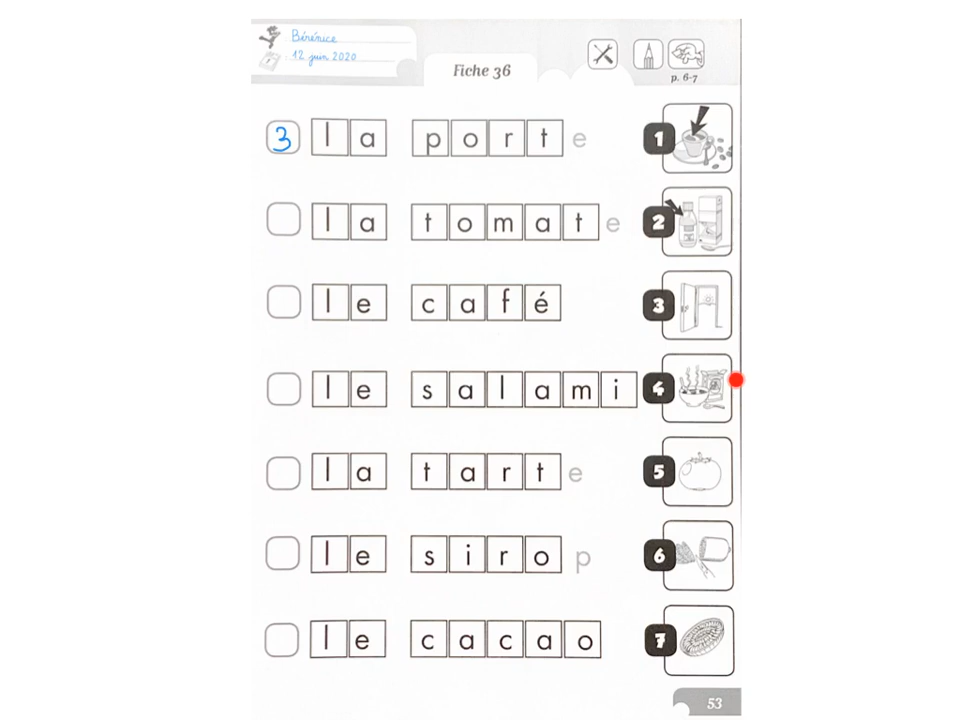 Bérénice
12 juin 2020
Fiche 36
p. 6-7
3 la porte 1
la tomate 2
le café 3
le salami 4
la tarte 5
le sirop 6
le cacao 7
53